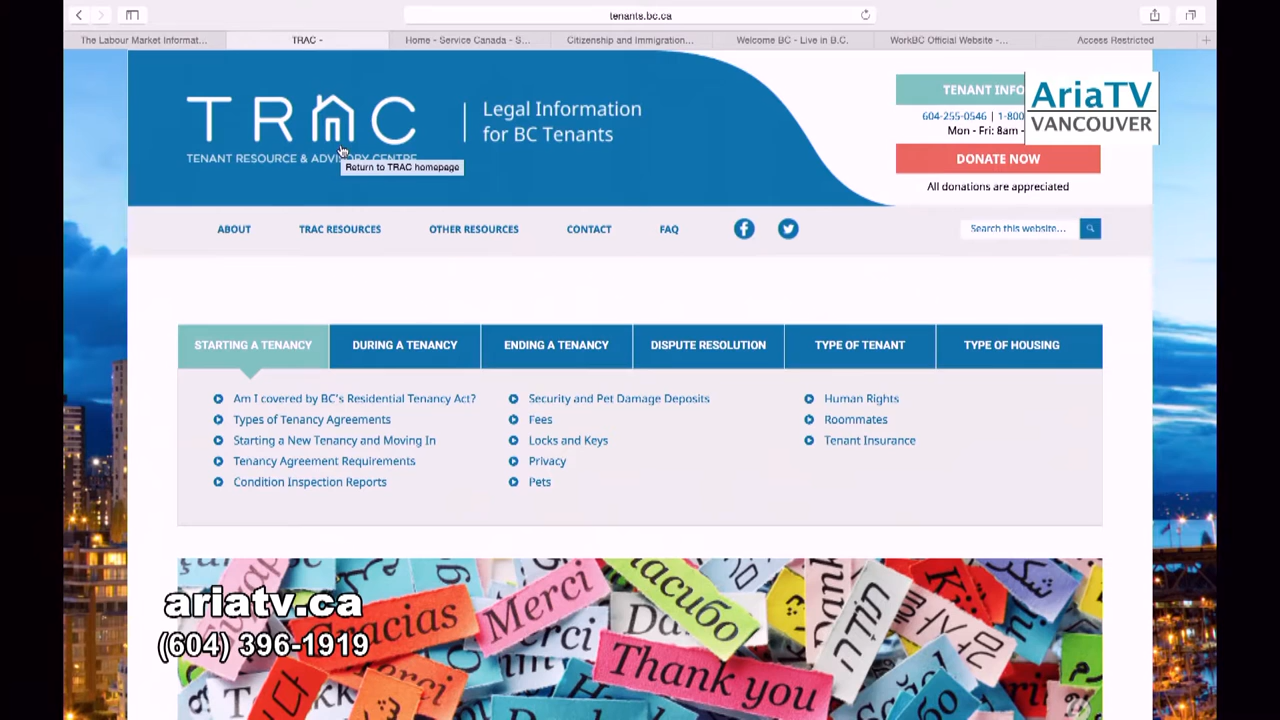 tenants.bc.ca
The Labour Market Informat...
TRAC -
Home - Service Canada - S...
Citizenship and Immigration...
Welcome BC - Live in B.C.
WorkBC Official Website -...
Access Restricted
TRAC
TENANT RESOURCE & ADVISORY CENTRE
Return to TRAC homepage
Legal Information
for BC Tenants
TENANT INFO
604-255-0546 | 1-800
Mon - Fri: 8am -
AriaTV
VANCOUVER
DONATE NOW
All donations are appreciated
ABOUT
TRAC RESOURCES
OTHER RESOURCES
CONTACT
FAQ
Search this website...
STARTING A TENANCY
DURING A TENANCY
ENDING A TENANCY
DISPUTE RESOLUTION
TYPE OF TENANT
TYPE OF HOUSING
Am I covered by BC's Residential Tenancy Act?
Types of Tenancy Agreements
Starting a New Tenancy and Moving In
Tenancy Agreement Requirements
Condition Inspection Reports
Security and Pet Damage Deposits
Fees
Locks and Keys
Privacy
Pets
Human Rights
Roommates
Tenant Insurance
Merci
Thank you
תודה
ariatv.ca
(604) 396-1919